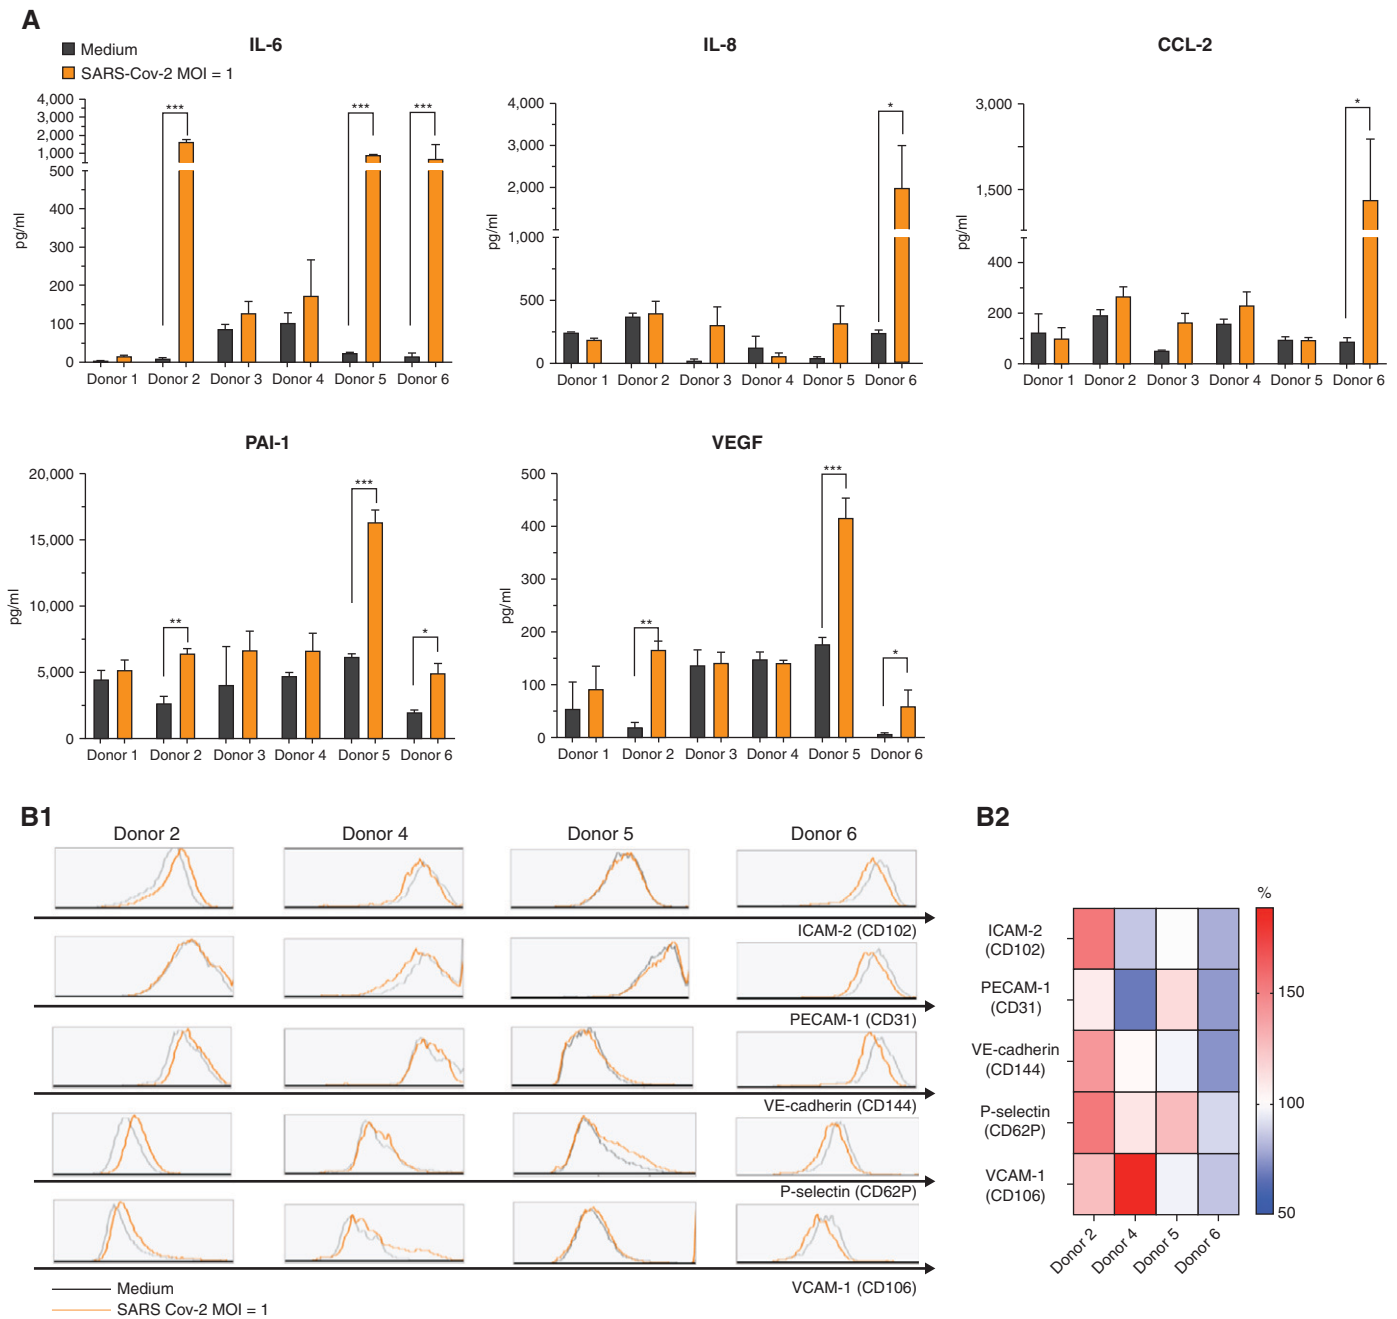 A
IL-6
IL-8
CCL-2
Medium
SARS-Cov-2 MOI = 1
pg/ml
4,000
3,000
2,000
1,000
500
400
300
200
100
0
***
***
***
Donor 1 Donor 2 Donor 3 Donor 4 Donor 5 Donor 6
pg/ml
4,000
3,000
2,000
1,000
500
0
*
Donor 1 Donor 2 Donor 3 Donor 4 Donor 5 Donor 6
pg/ml
3,000
1,500
400
200
0
*
Donor 1 Donor 2 Donor 3 Donor 4 Donor 5 Donor 6
PAI-1
pg/ml
20,000
15,000
10,000
5,000
0
**
***
*
Donor 1 Donor 2 Donor 3 Donor 4 Donor 5 Donor 6
VEGF
pg/ml
500
400
300
200
100
0
**
***
*
Donor 1 Donor 2 Donor 3 Donor 4 Donor 5 Donor 6
B1
Donor 2 Donor 4 Donor 5 Donor 6
ICAM-2 (CD102)
PECAM-1 (CD31)
VE-cadherin (CD144)
P-selectin (CD62P)
VCAM-1 (CD106)
Medium
SARS Cov-2 MOI = 1
B2
%
ICAM-2
(CD102)
PECAM-1
(CD31)
VE-cadherin
(CD144)
P-selectin
(CD62P)
VCAM-1
(CD106)
150
100
50
Donor 2
Donor 4
Donor 5
Donor 6